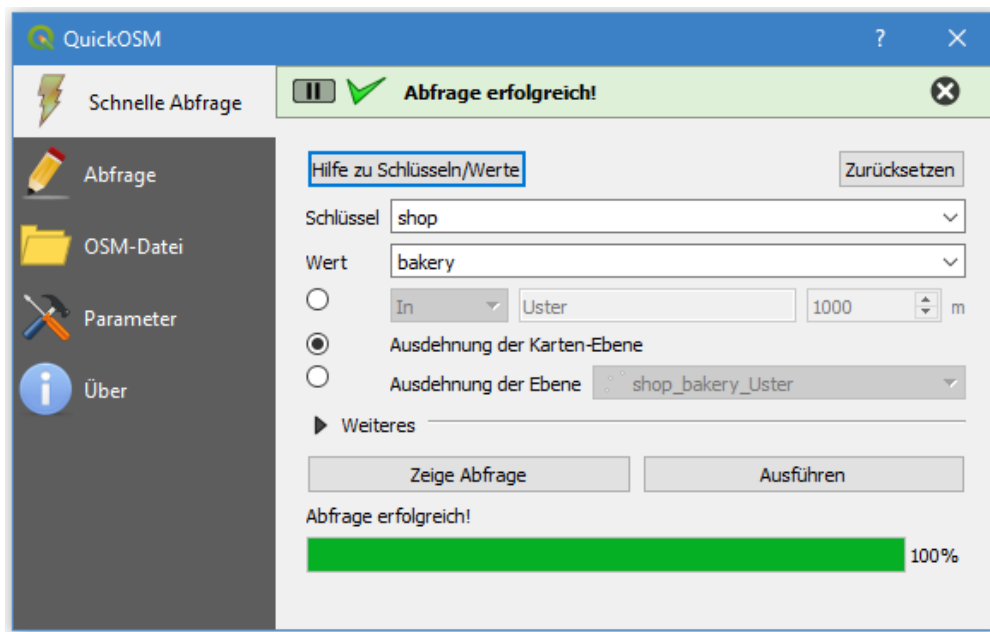 QuickOSM ?
Schnelle Abfrage
Abfrage
OSM-Datei
Parameter
Über
Abfrage erfolgreich!
Hilfe zu Schlüsseln/Werte Zurücksetzen
Schlüssel shop
Wert bakery
In Uster 1000 m
Ausdehnung der Karten-Ebene
Ausdehnung der Ebene shop_bakery_Uster
Weiteres
Zeige Abfrage Ausführen
Abfrage erfolgreich!
100%